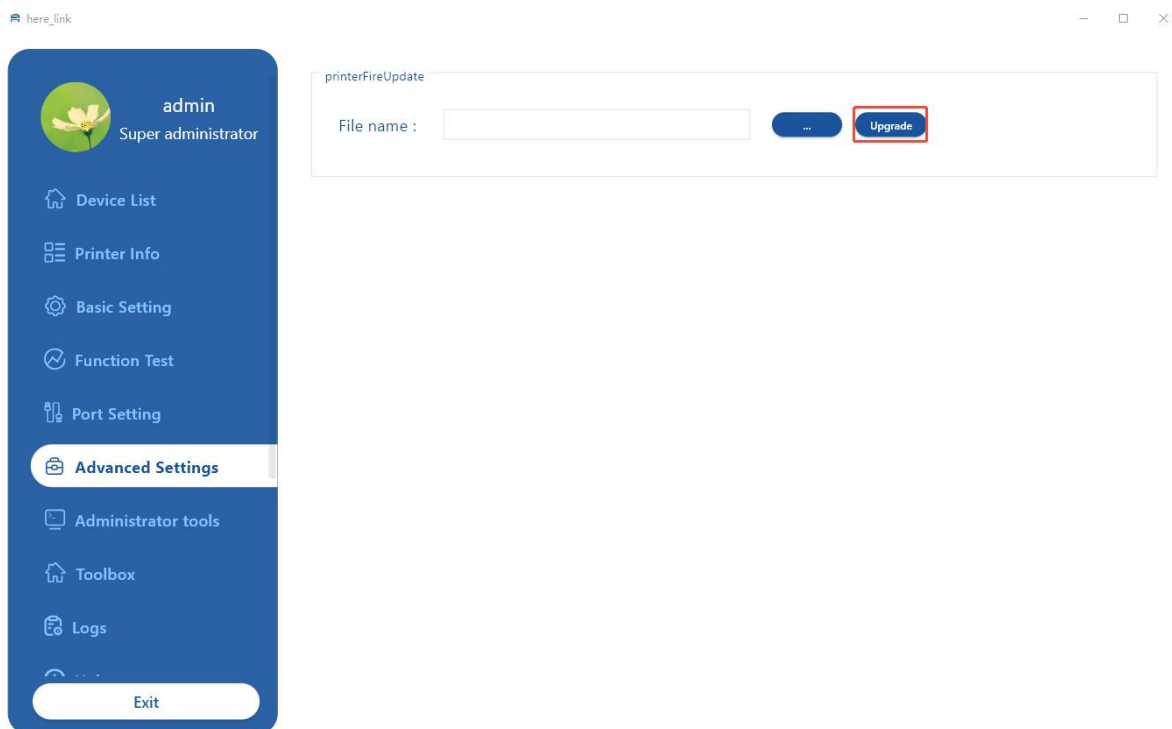 here_link
admin
Super administrator
Device List
Printer Info
Basic Setting
Function Test
Port Setting
Advanced Settings
Administrator tools
Toolbox
Logs
Exit
printerFireUpdate
File name :
...
Upgrade